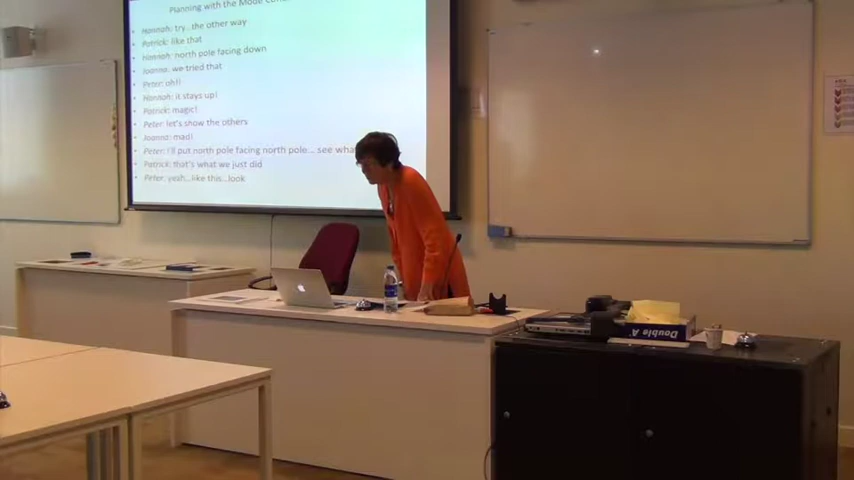 Planning with the Mode
Hannah: try...the other way
Patrick: like that
Hannah: north pole facing down
Joanna: we tried that
Peter: oh!!
Hannah: it stays up!
Patrick: magic!
Peter: let's show the others
Joanna: mad!
Peter: I'll put north pole facing north pole... see wha
Patrick: that's what we just did
Peter: yeah...like this...look
Double